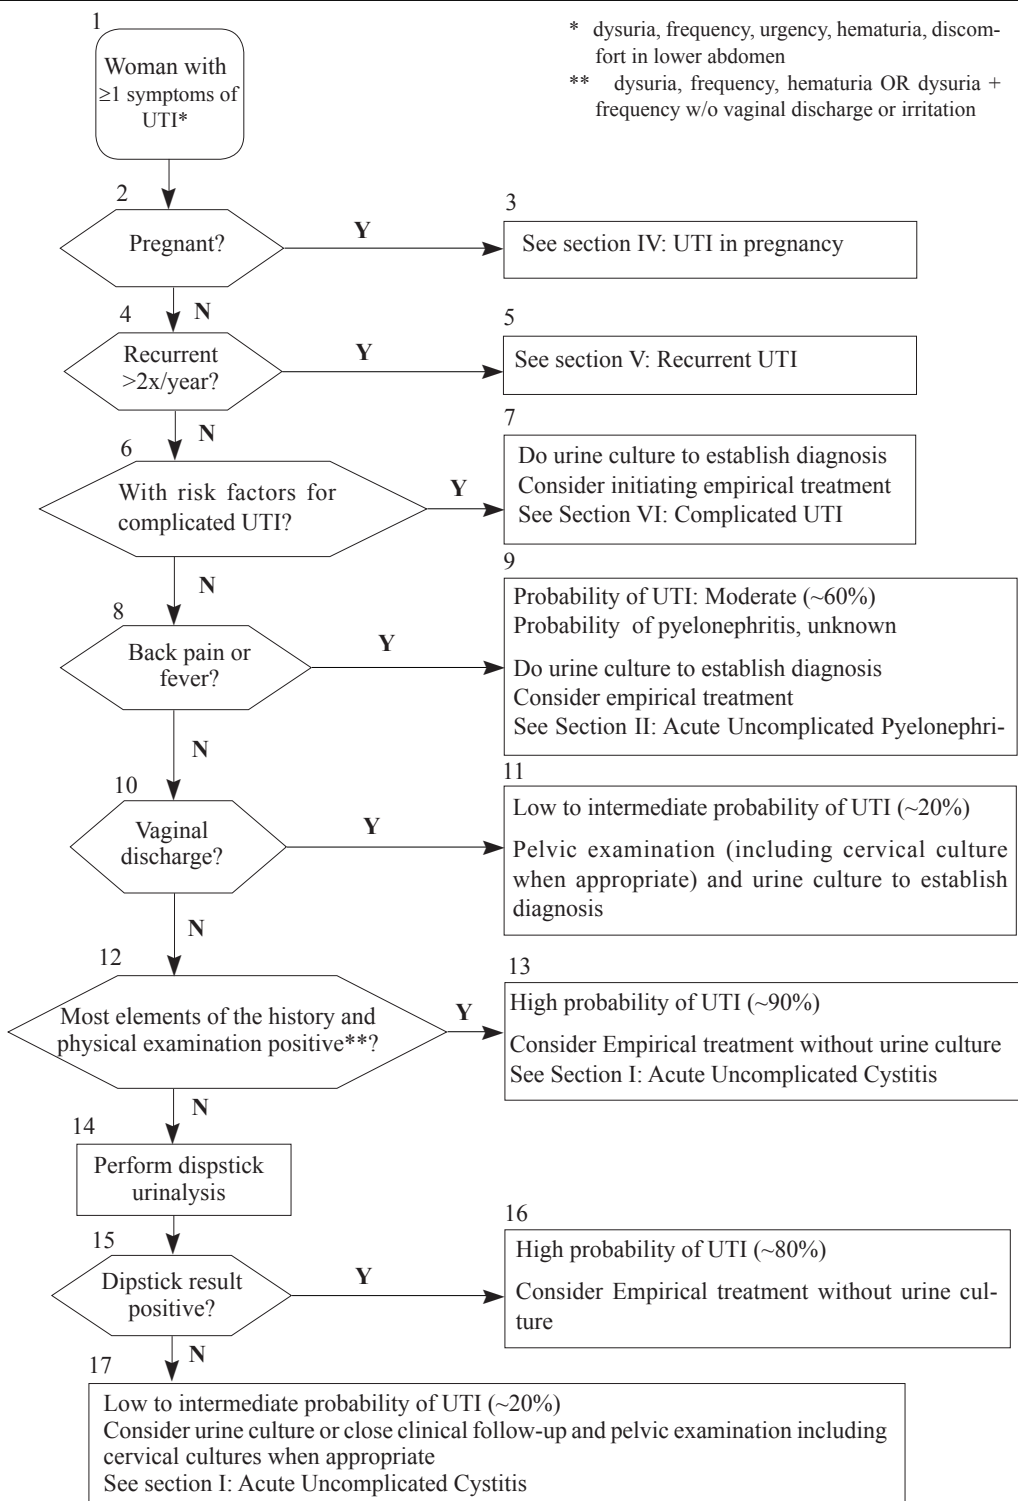 1
* dysuria, frequency, urgency, hematuria, discom-
fort in lower abdomen
** dysuria, frequency, hematuria OR dysuria +
frequency w/o vaginal discharge or irritation
Woman with
≥1 symptoms of
UTI*
2
Pregnant?
Y
3
See section IV: UTI in pregnancy
N
4
Recurrent
>2x/year?
Y
5
See section V: Recurrent UTI
N
6
With risk factors for
complicated UTI?
Y
7
Do urine culture to establish diagnosis
Consider initiating empirical treatment
See Section VI: Complicated UTI
N
8
Back pain or
fever?
Y
9
Probability of UTI: Moderate (~60%)
Probability of pyelonephritis, unknown
Do urine culture to establish diagnosis
Consider empirical treatment
See Section II: Acute Uncomplicated Pyelonephri-
N
10
Vaginal
discharge?
Y
11
Low to intermediate probability of UTI (~20%)
Pelvic examination (including cervical culture
when appropriate) and urine culture to establish
diagnosis
N
12
Most elements of the history and
physical examination positive**?
Y
13
High probability of UTI (~90%)
Consider Empirical treatment without urine culture
See Section I: Acute Uncomplicated Cystitis
N
14
Perform dispstick
urinalysis
15
Dipstick result
positive?
Y
16
High probability of UTI (~80%)
Consider Empirical treatment without urine cul-
ture
N
17
Low to intermediate probability of UTI (~20%)
Consider urine culture or close clinical follow-up and pelvic examination including
cervical cultures when appropriate
See section I: Acute Uncomplicated Cystitis